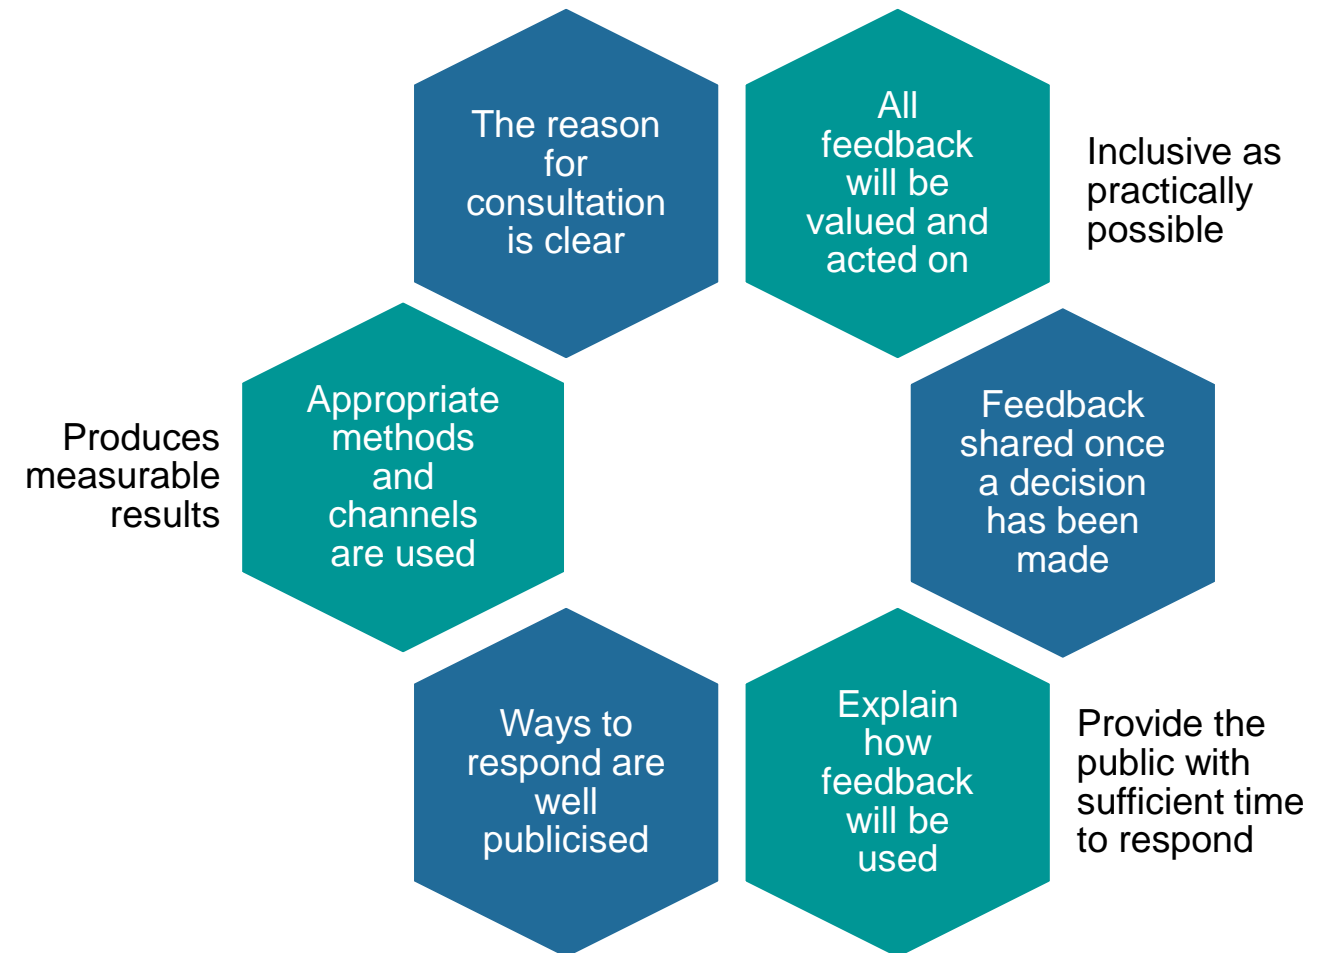 The reason
for
consultation
is clear
All
feedback
will be
valued and
acted on
Inclusive as
practically
possible
Produces
measurable
results
Appropriate
methods
and
channels
are used
Feedback
shared once
a decision
has been
made
Ways to
respond are
well
publicised
Explain
how
feedback
will be
used
Provide the
public with
sufficient time
to respond